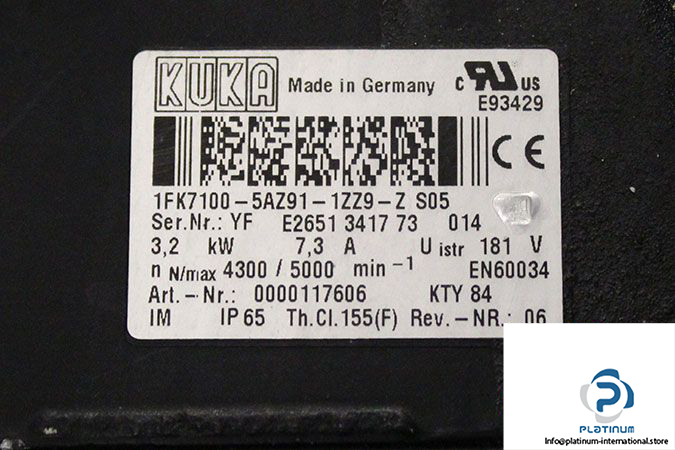 KUKA Made in Germany c RU US
E93429
CE
1FK7100-5AZ91-1ZZ9-Z S05
Ser.Nr.: YF E2651 3417 73 014
3,2 kW 7,3 A U istr 181 V
n N/max 4300 / 5000 min -1 EN60034
Art.-Nr.: 0000117606 KTY 84
IM IP 65 Th.Cl.155(F) Rev.-NR.: 06
PLATINUM
Info@platinum-international.store